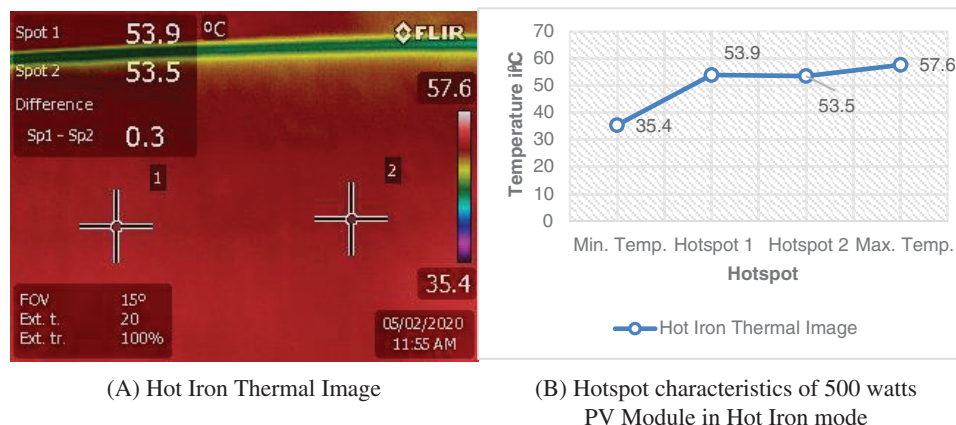 Spot 1 53.9 ºC
Spot 2 53.5
Difference
Sp1 - Sp2 0.3
FLIR
57.6
1
2
35.4
FOV 15º
Ext. t. 20
Ext. tr. 100%
05/02/2020
11:55 AM
(A) Hot Iron Thermal Image
70
60
50
40
30
20
10
0
Temperature
35.4
53.9
53.5
57.6
Min. Temp. Hotspot 1 Hotspot 2 Max. Temp.
Hotspot
Hot Iron Thermal Image
(B) Hotspot characteristics of 500 watts
PV Module in Hot Iron mode